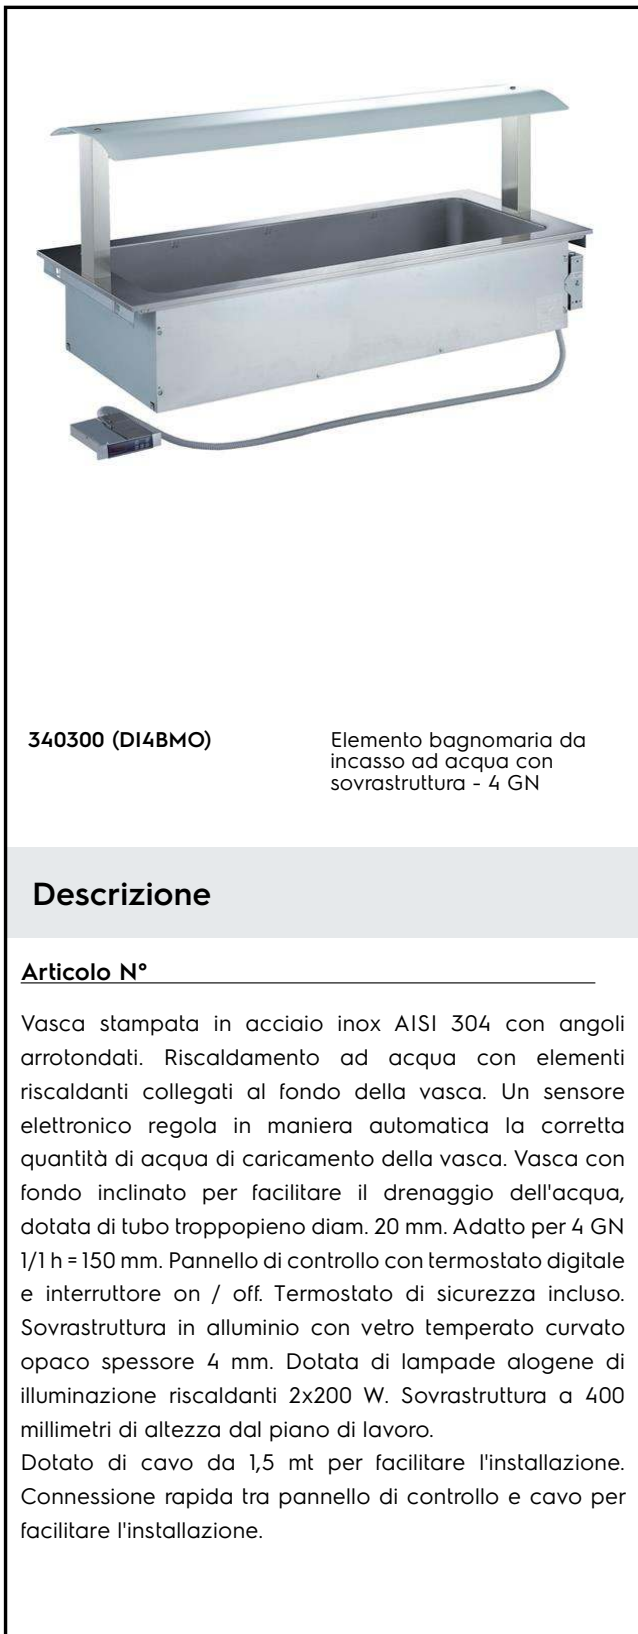 340300 (DI4BMO)
Elemento bagnomaria da
incasso ad acqua con
sovrastruttura - 4 GN
Descrizione
Articolo N°
Vasca stampata in acciaio inox AISI 304 con angoli
arrotondati. Riscaldamento ad acqua con elementi
riscaldanti collegati al fondo della vasca. Un sensore
elettronico regola in maniera automatica la corretta
quantità di acqua di caricamento della vasca. Vasca con
fondo inclinato per facilitare il drenaggio dell'acqua,
dotata di tubo troppopieno diam. 20 mm. Adatto per 4 GN
1/1 h = 150 mm. Pannello di controllo con termostato digitale
e interruttore on / off. Termostato di sicurezza incluso.
Sovrastruttura in alluminio con vetro temperato curvato
opaco spessore 4 mm. Dotata di lampade alogene di
illuminazione riscaldanti 2x200 W. Sovrastruttura a 400
millimetri di altezza dal piano di lavoro.
Dotato di cavo da 1,5 mt per facilitare l'installazione.
Connessione rapida tra pannello di controllo e cavo per
facilitare l'installazione.